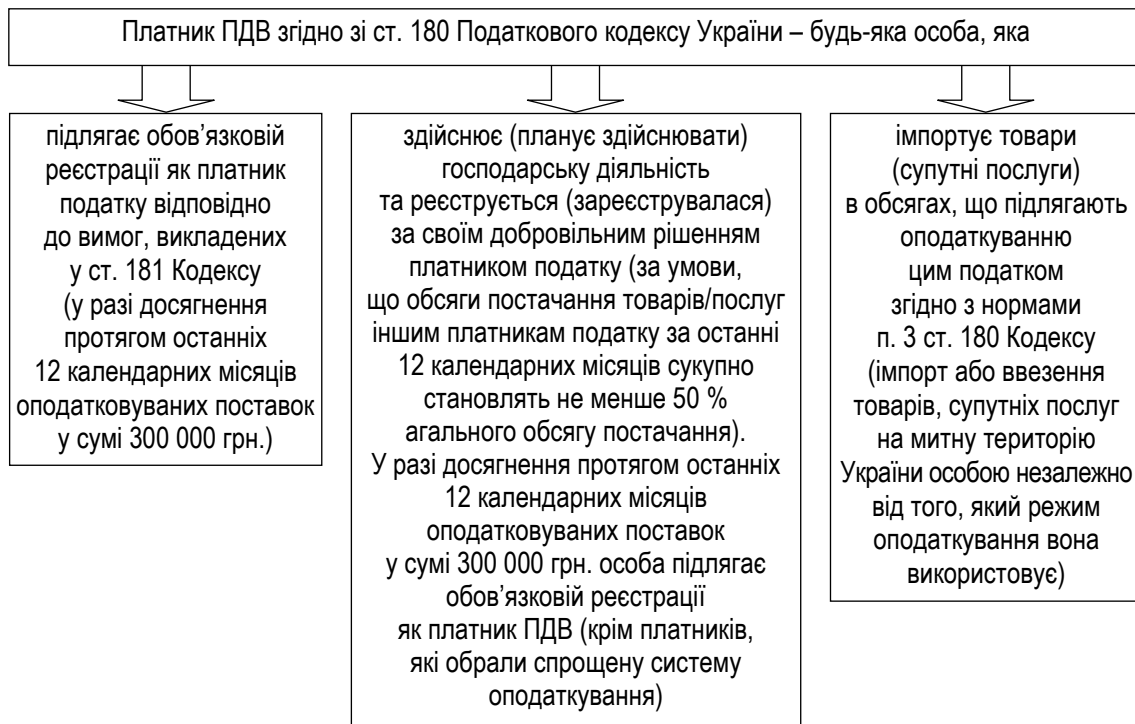 Платник ПДВ згідно зі ст. 180 Податкового кодексу України – будь-яка особа, яка
підлягає обов’язковій
реєстрації як платник
податку відповідно
до вимог, викладених
у ст. 181 Кодексу
(у разі досягнення
протягом останніх
12 календарних місяців
оподатковуваних поставок
у сумі 300 000 грн.)
здійснює (планує здійснювати)
господарську діяльність
та реєструється (зареєструвалася)
за своїм добровільним рішенням
платником податку (за умови,
що обсяги постачання товарів/послуг
іншим платникам податку за останні
12 календарних місяців сукупно
становлять не менше 50 %
агального обсягу постачання).
У разі досягнення протягом останніх
12 календарних місяців
оподатковуваних поставок
у сумі 300 000 грн. особа підлягає
обов’язковій реєстрації
як платник ПДВ (крім платників,
які обрали спрощену систему
оподаткування)
імпортує товари
(супутні послуги)
в обсягах, що підлягають
оподаткуванню
цим податком
згідно з нормами
п. 3 ст. 180 Кодексу
(імпорт або ввезення
товарів, супутніх послуг
на митну територію
України особою незалежно
від того, який режим
оподаткування вона
використовує)